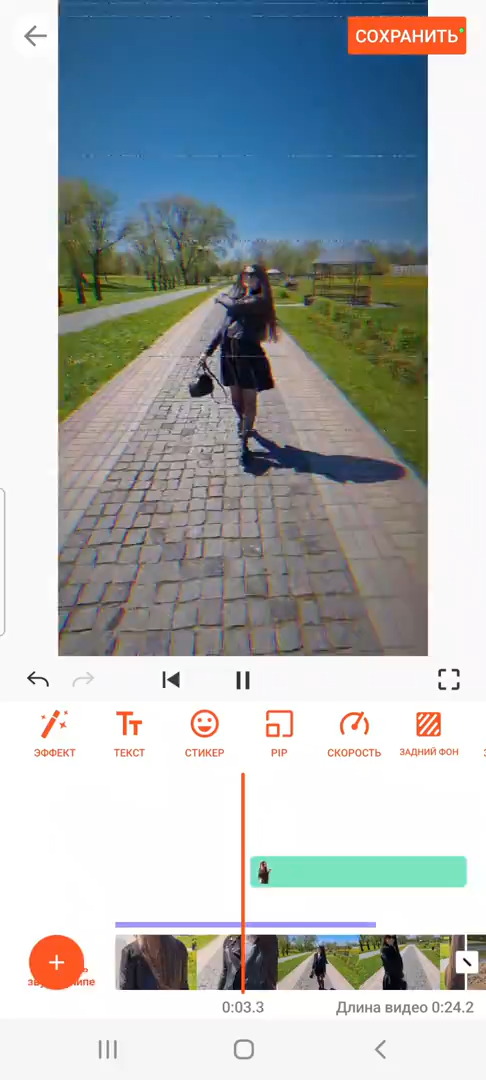 СОХРАНИТЬ
ЭФФЕКТ
ТЕКСТ
СТИКЕР
PIP
СКОРОСТЬ
ЗАДНИЙ ФОН
0:03.3
Длина видео 0:24.2